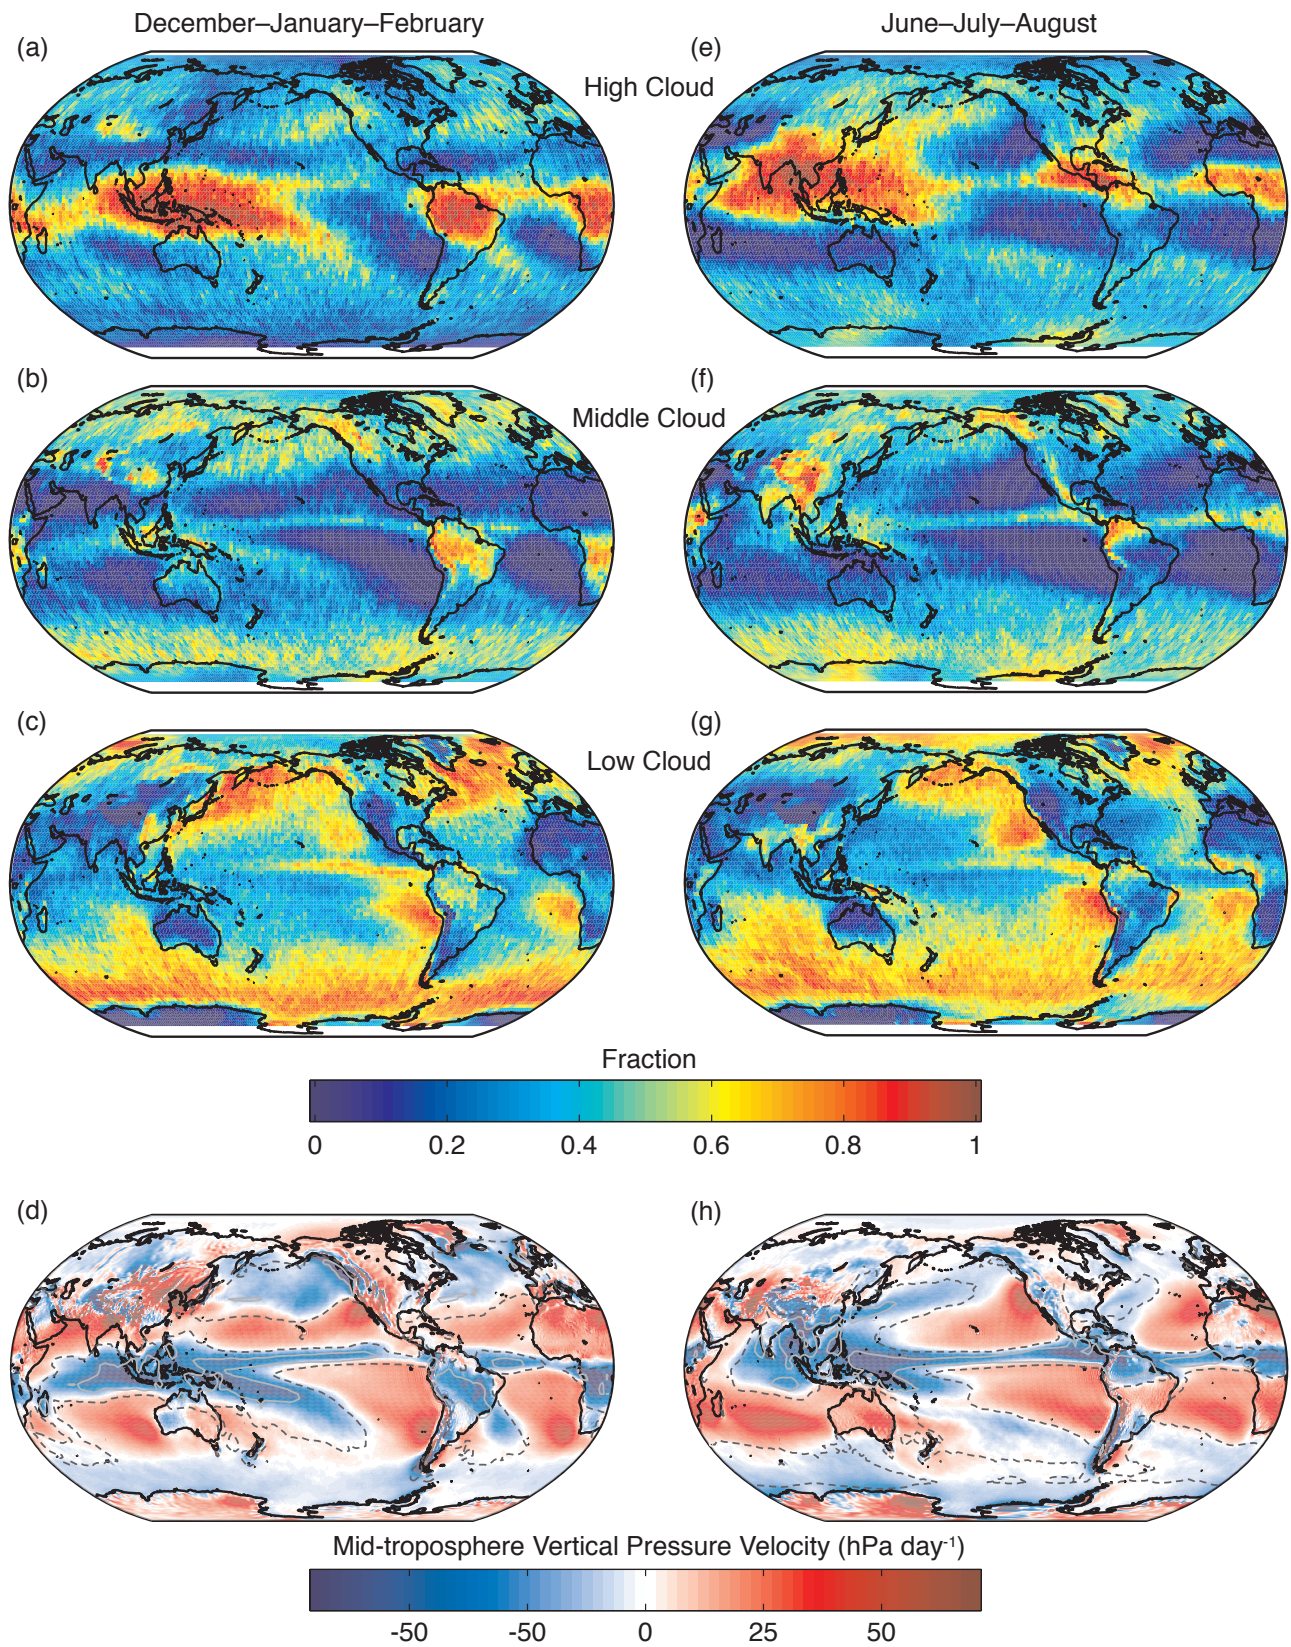 December–January–February
June–July–August
(a)
(e)
High Cloud
(b)
(f)
Middle Cloud
(c)
(g)
Low Cloud
Fraction
0 0.2 0.4 0.6 0.8 1
(d)
(h)
Mid-troposphere Vertical Pressure Velocity (hPa day-1)
-50 -50 0 25 50